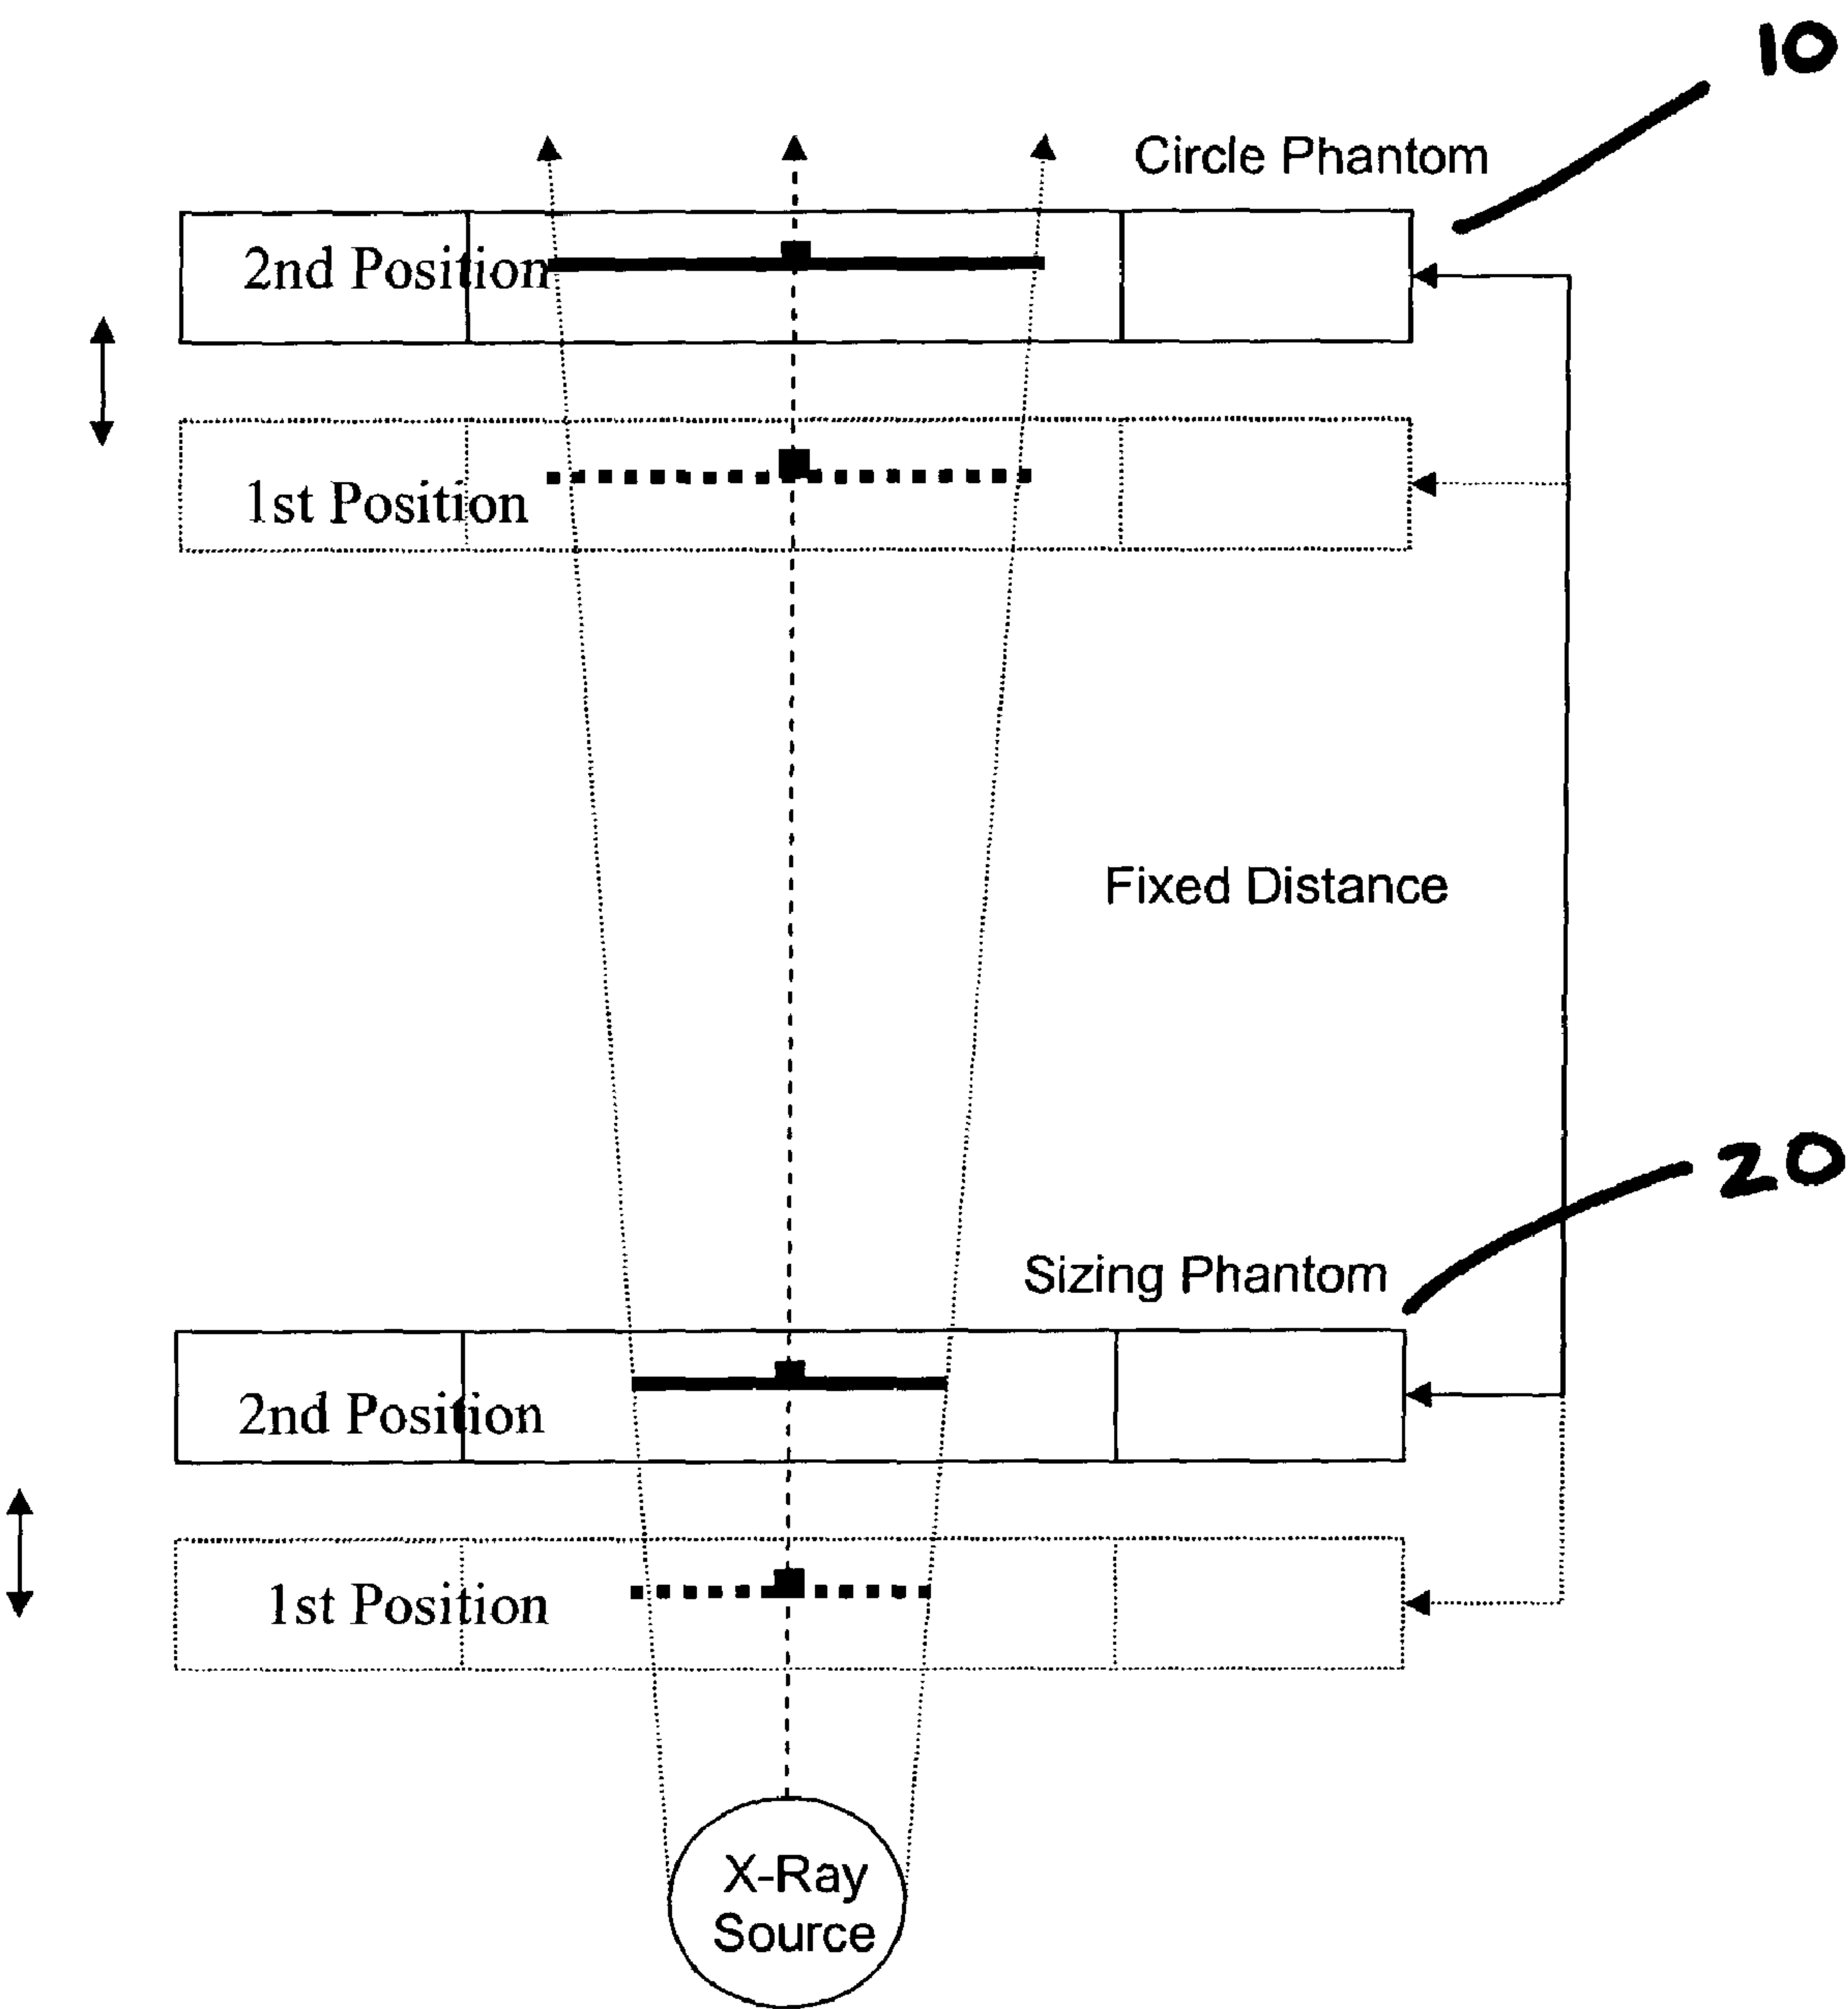 10
Circle Phantom
2nd Position
1st Position
Fixed Distance
20
Sizing Phantom
2nd Position
1st Position
X-Ray
Source